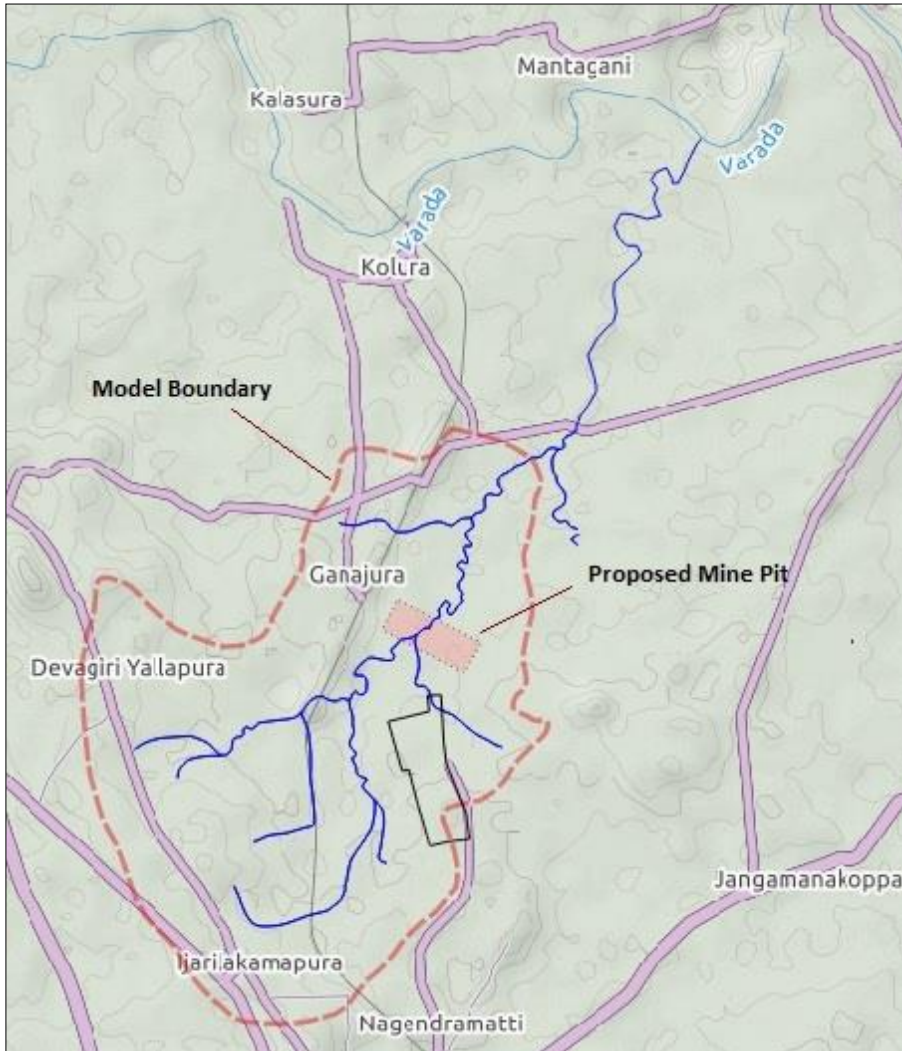 Mantagani
Kalasura
Varada
Varada
Kolura
Model Boundary
Ganajura
Proposed Mine Pit
Devagiri Yallapura
Jangamanakoppa
Ijarilakamapura
Nagendramatti